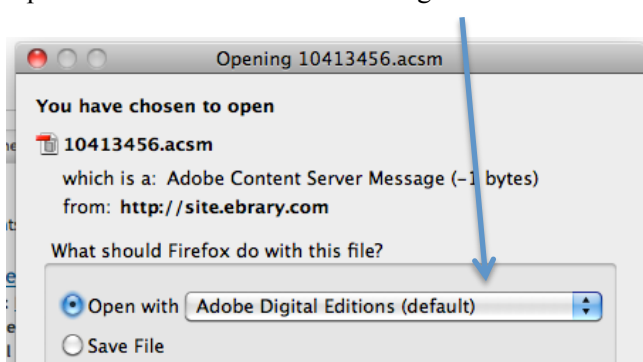 Opening 10413456.acsm
You have chosen to open
10413456.acsm
which is a: Adobe Content Server Message (-1 bytes)
from: http://site.ebrary.com
What should Firefox do with this file?
Open with Adobe Digital Editions (default)
Save File